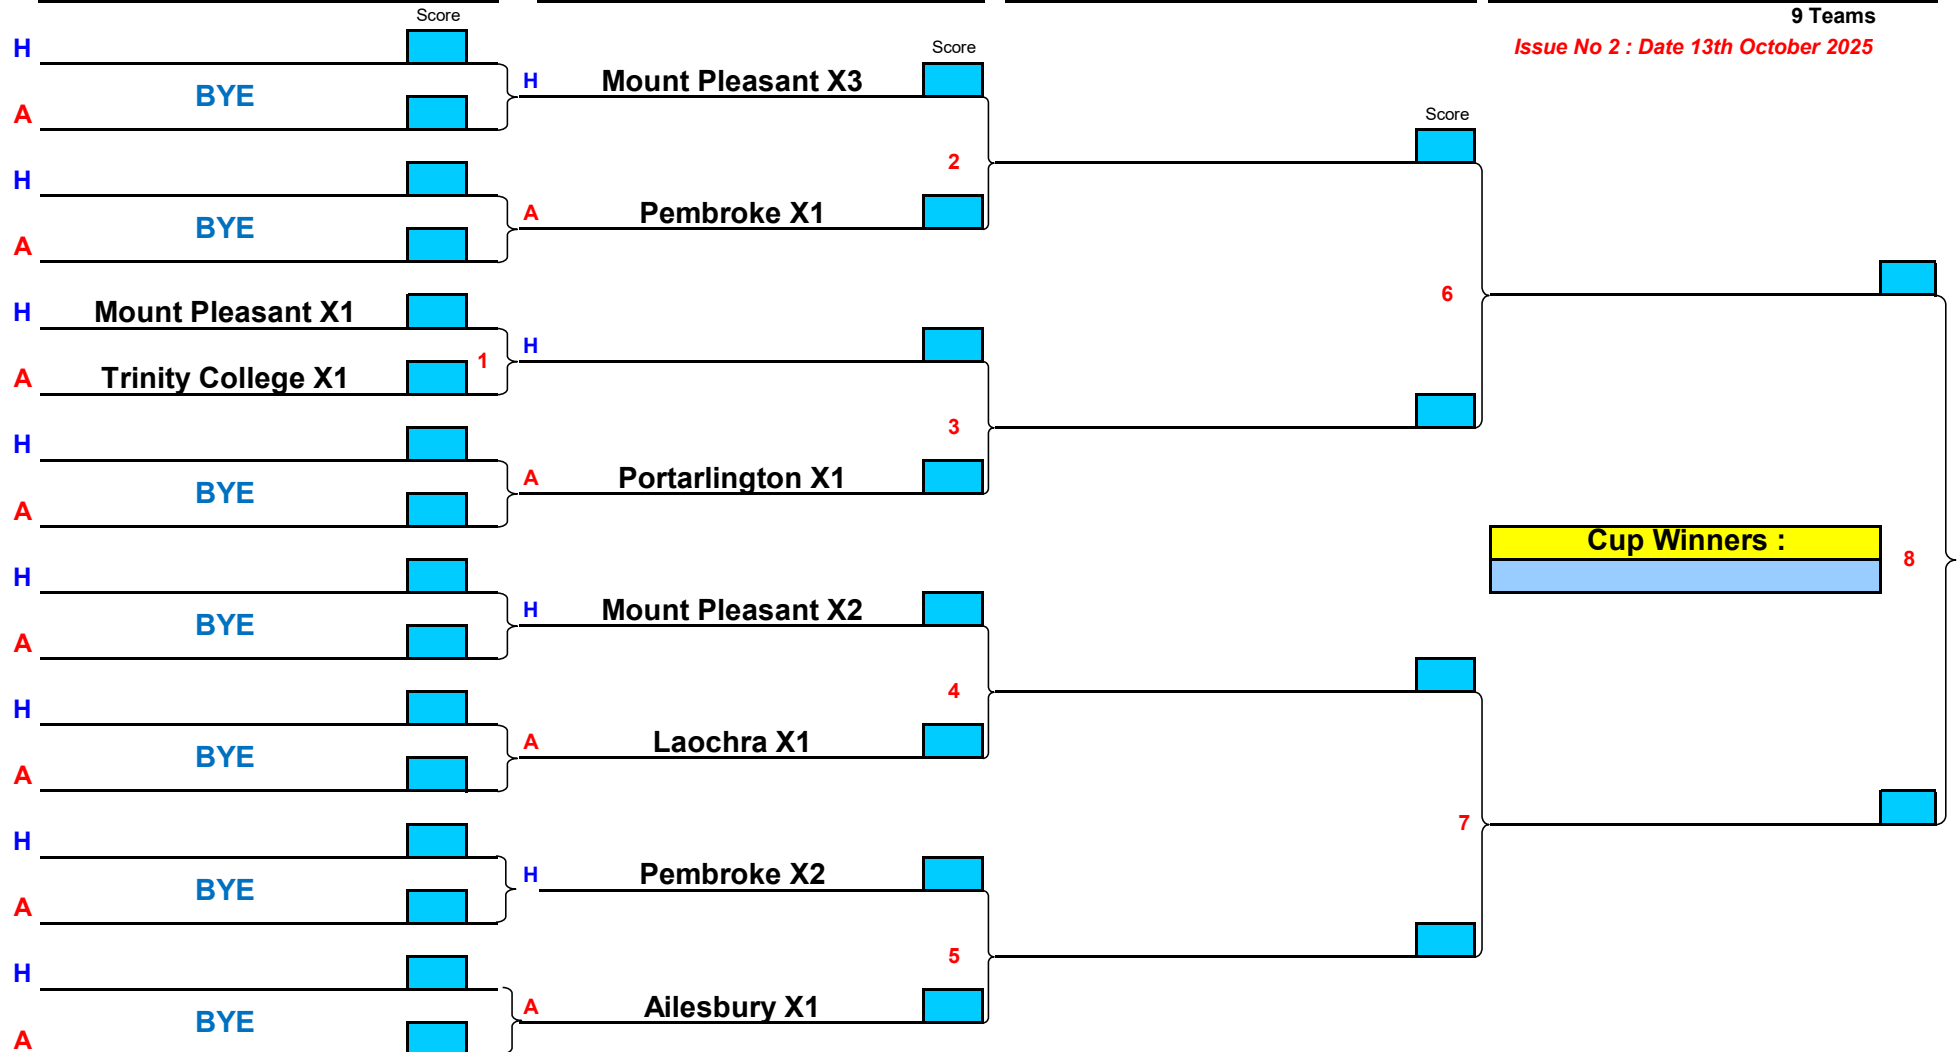 Score
9 Teams
H
Score
Issue No 2 : Date 13th October 2025
BYE
H Mount Pleasant X3
A
Score
H
2
BYE
A Pembroke X1
A
H Mount Pleasant X1
6
H
1
A Trinity College X1
H
3
BYE
A Portarlington X1
A
Cup Winners :
8
H
BYE
H Mount Pleasant X2
A
4
H
BYE
A Laochra X1
A
7
H
BYE
H Pembroke X2
A
5
H
BYE
A Ailesbury X1
A